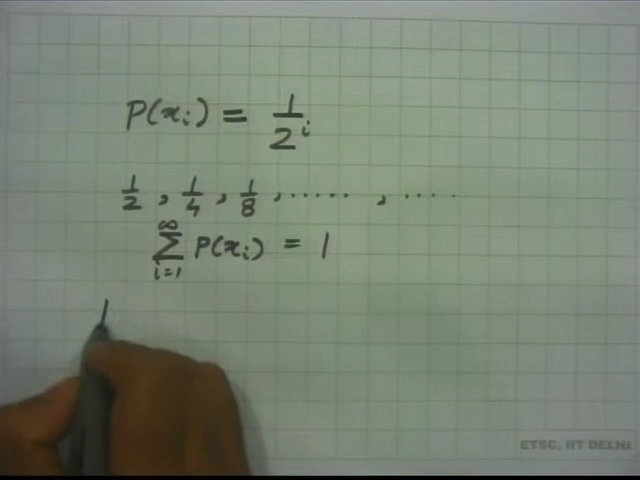 P(xᵢ) = 1/2ⁱ
1/2 , 1/4 , 1/8 , ..... , ....
∞∑i=1 P(xᵢ) = 1
ETSC, IIT DELHI